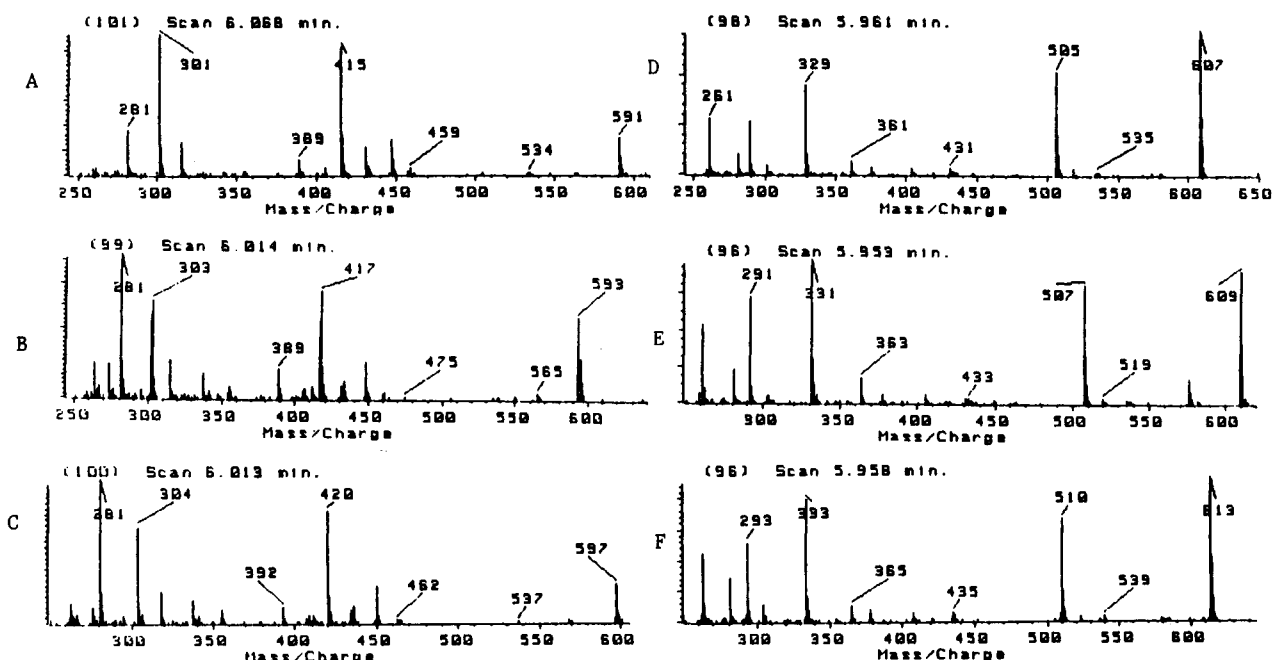 A
(101) Scan 6.068 min.
301
415
281
389
459
534
591
250 300 350 400 450 500 550 600
Mass/Charge
B
(99) Scan 6.014 min.
281
303
417
593
389
475
565
250 300 350 400 450 500 550 600
Mass/Charge
C
(100) Scan 6.013 min.
281
304
420
597
392
462
537
300 350 400 450 500 550 600
Mass/Charge
D
(98) Scan 5.961 min.
505
607
329
261
361
431
535
250 300 350 400 450 500 550 600 650
Mass/Charge
E
(96) Scan 5.953 min.
291
331
507
609
363
433
519
300 350 400 450 500 550 600
Mass/Charge
F
(96) Scan 5.958 min.
293
333
510
613
365
435
539
250 300 350 400 450 500 550 600
Mass/Charge